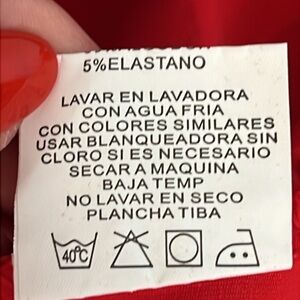 5%ELASTANO
LAVAR EN LAVADORA
CON AGUA FRIA
CON COLORES SIMILARES
USAR BLANQUEADORA SIN
CLORO SI ES NECESARIO
SECAR A MAQUINA
BAJA TEMP
NO LAVAR EN SECO
PLANCHA TIBA
40°C